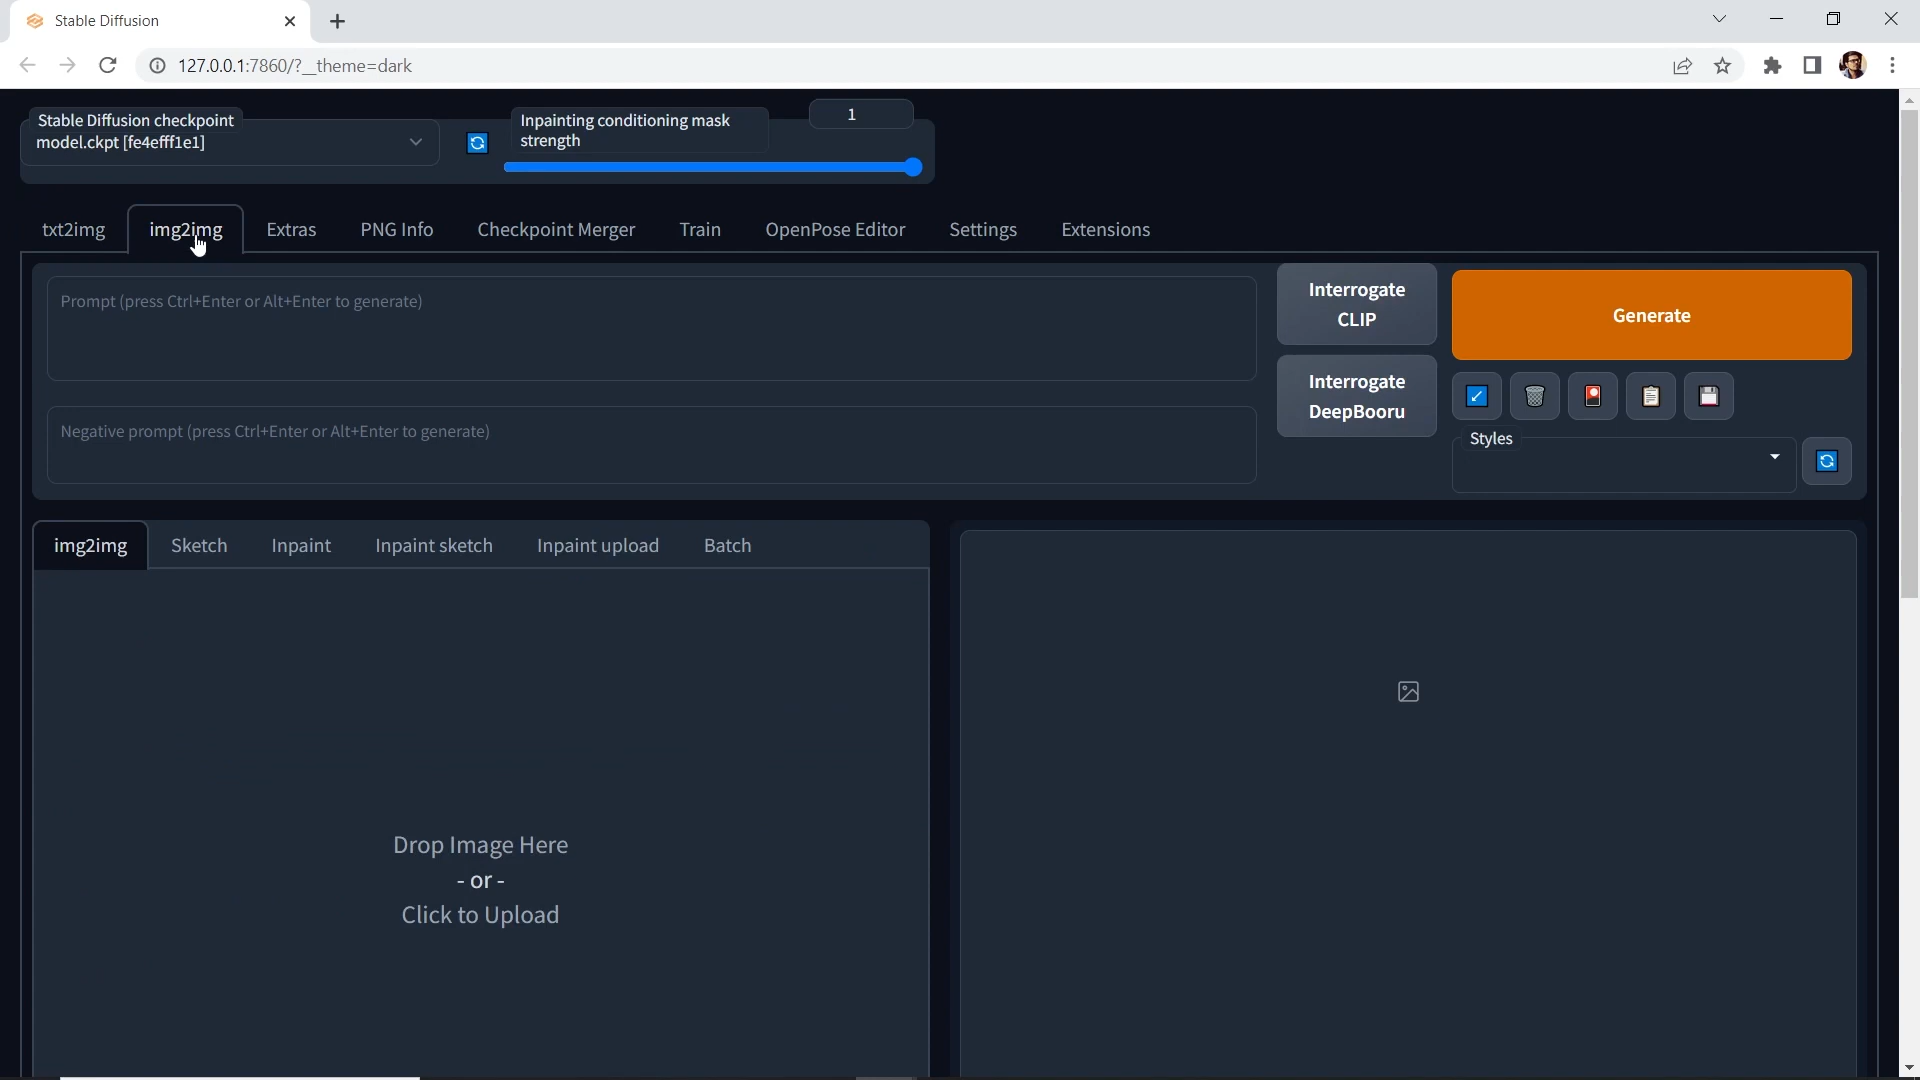 Stable Diffusion
127.0.0.1:7860/?__theme=dark
Stable Diffusion checkpoint
model.ckpt [fe4efff1e1]
Inpainting conditioning mask
strength
1
txt2img
img2img
Extras
PNG Info
Checkpoint Merger
Train
OpenPose Editor
Settings
Extensions
Prompt (press Ctrl+Enter or Alt+Enter to generate)
Negative prompt (press Ctrl+Enter or Alt+Enter to generate)
Interrogate
CLIP
Interrogate
DeepBooru
Generate
Styles
img2img
Sketch
Inpaint
Inpaint sketch
Inpaint upload
Batch
Drop Image Here
- or -
Click to Upload